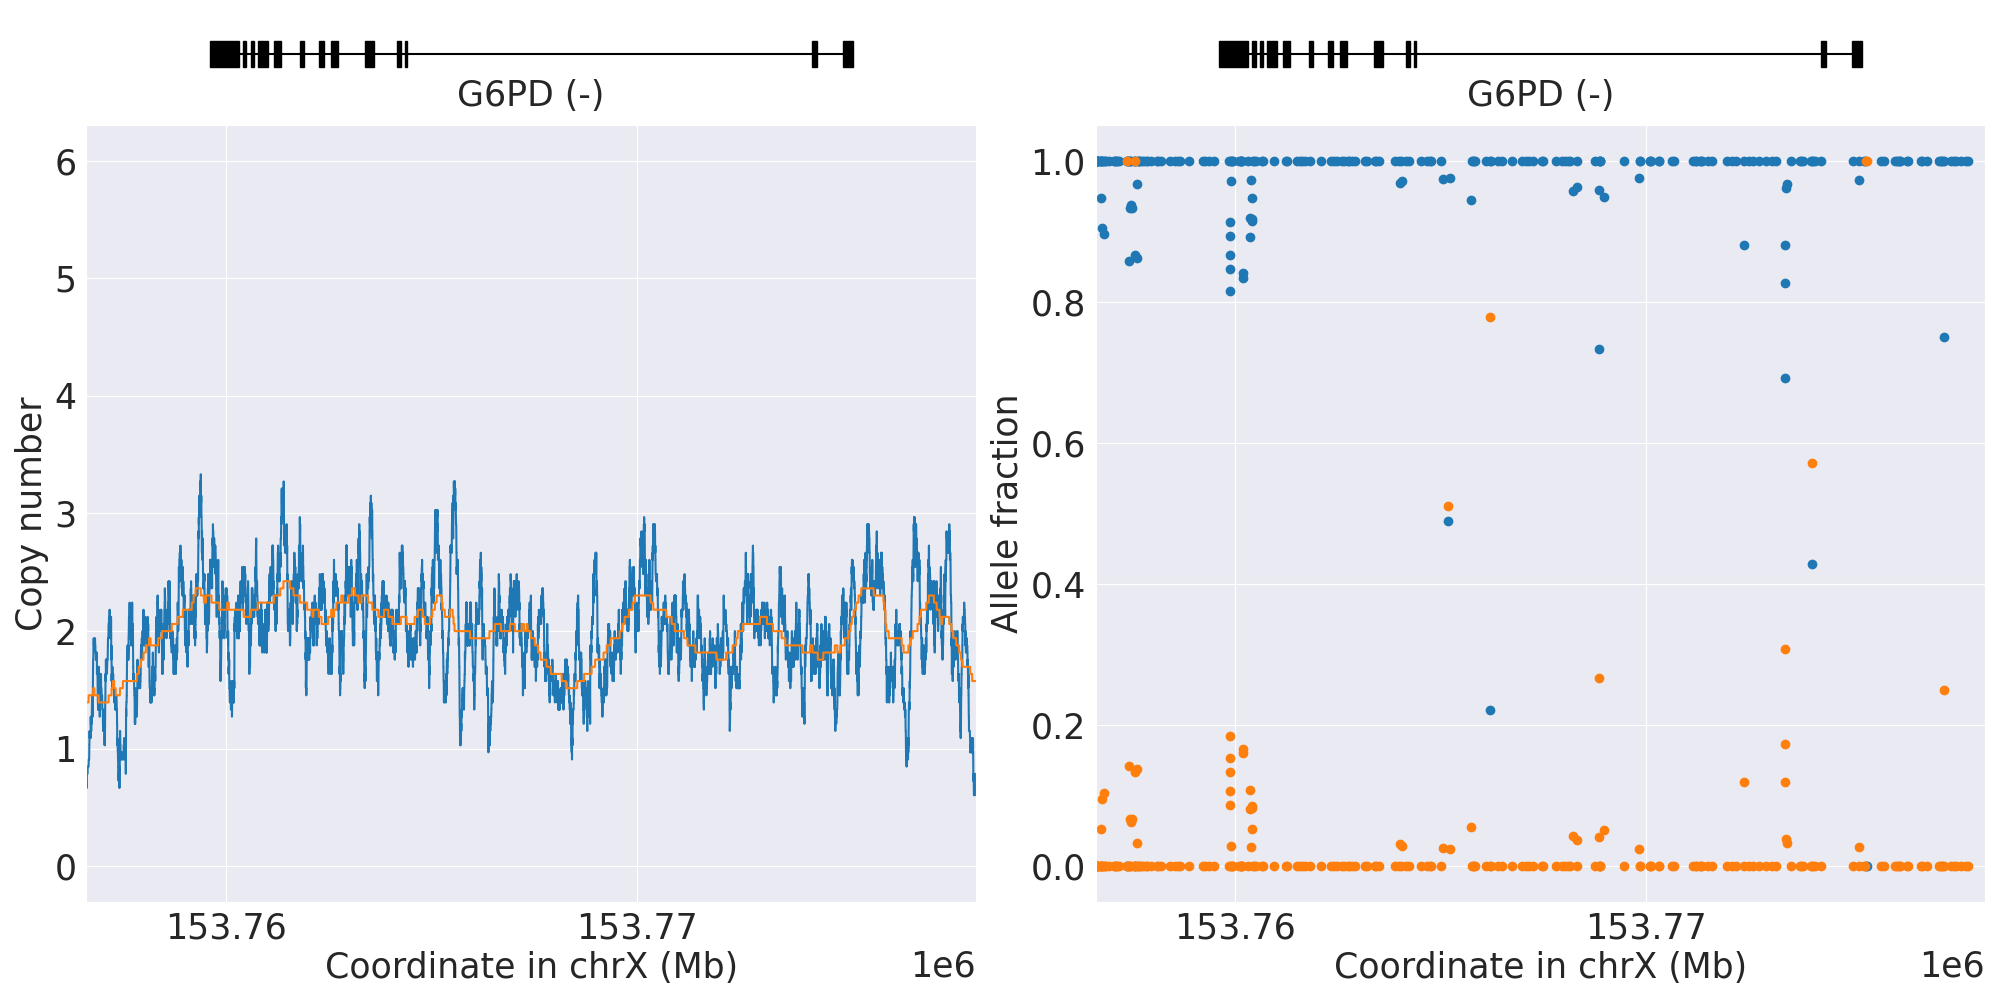 G6PD (-)
6
5
4
3
2
1
0
Copy number
153.76
153.77
Coordinate in chrX (Mb)
1e6
G6PD (-)
1.0
0.8
0.6
0.4
0.2
0.0
Allele fraction
153.76
153.77
Coordinate in chrX (Mb)
1e6